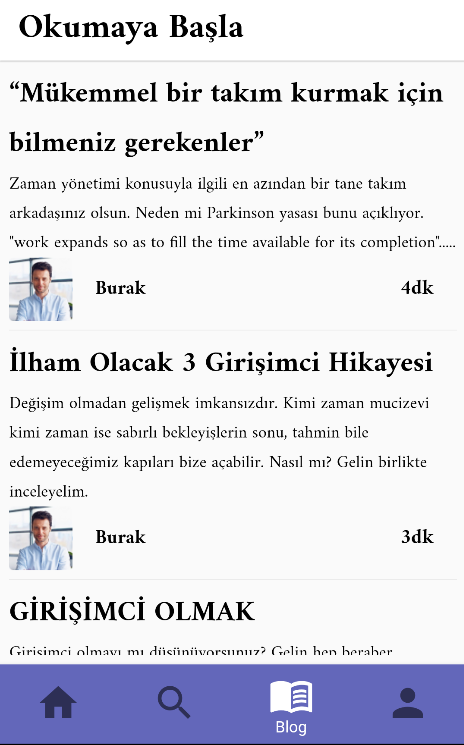 Okumaya Başla
“Mükemmel bir takım kurmak için
bilmeniz gerekenler”
Zaman yönetimi konusuyla ilgili en azından bir tane takım
arkadaşınız olsun. Neden mi Parkinson yasası bunu açıklıyor.
"work expands so as to fill the time available for its completion".....
Burak 4dk
İlham Olacak 3 Girişimci Hikayesi
Değişim olmadan gelişmek imkansızdır. Kimi zaman mucizevi
kimi zaman ise sabırlı bekleyişlerin sonu, tahmin bile
edemeyeceğimiz kapıları bize açabilir. Nasıl mı? Gelin birlikte
inceleyelim.
Burak 3dk
GİRİŞİMCİ OLMAK
Girişimci olmayı mı düşünüyorsunuz? Gelin hep beraber
Blog